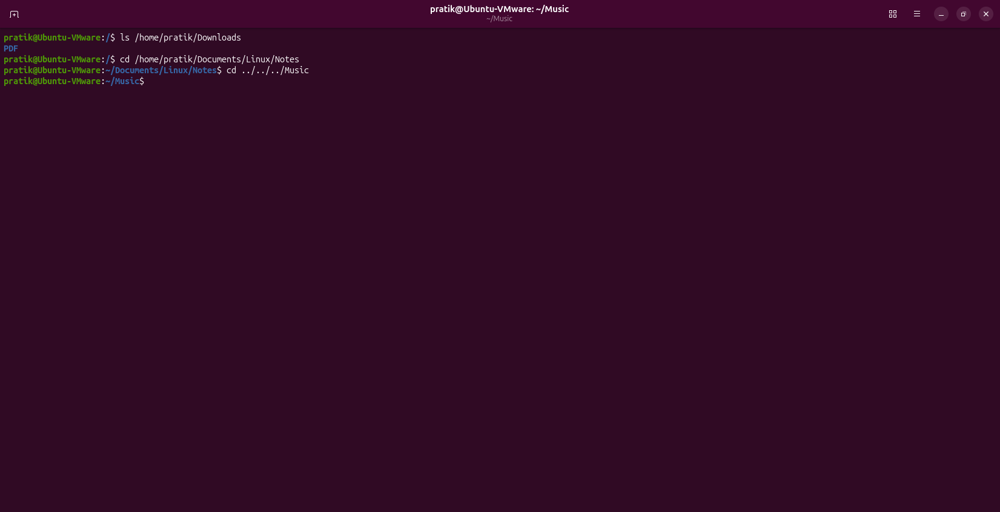 pratik@Ubuntu-VMware: ~/Music
~/Music
pratik@Ubuntu-VMware:/$ ls /home/pratik/Downloads
PDF
pratik@Ubuntu-VMware:/$ cd /home/pratik/Documents/Linux/Notes
pratik@Ubuntu-VMware:~/Documents/Linux/Notes$ cd ../../../Music
pratik@Ubuntu-VMware:~/Music$